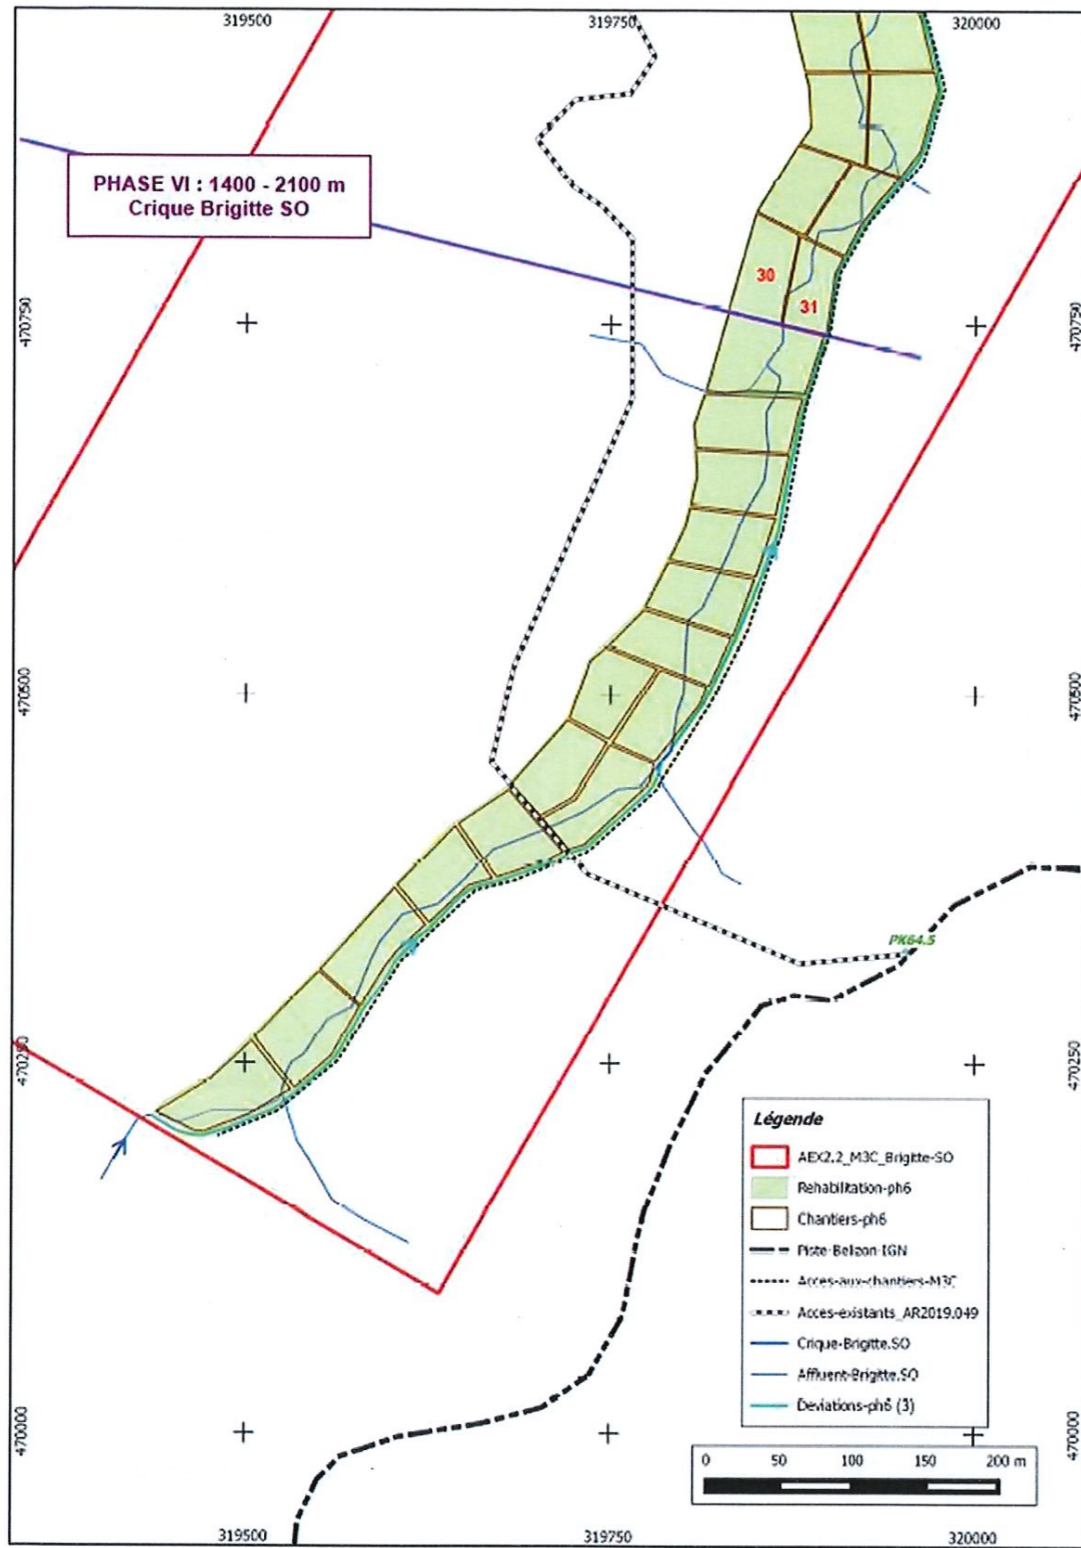 319500
319750
320000
PHASE VI : 1400 - 2100 m
Crique Brigitte SO
30
31
470750
470750
470500
470500
PK64.5
470250
470250
Légende
AEX2.2_M3C_Brigitte-SO
Rehabilitation-ph6
Chantiers-ph6
Piste-Belizon-IGN
Acces-aux-chantiers-M3C
Acces-existants_AR2019.049
Crique-Brigitte.SO
Affluent-Brigitte.SO
Deviations-ph6 (3)
470000
470000
0 50 100 150 200 m
319500
319750
320000